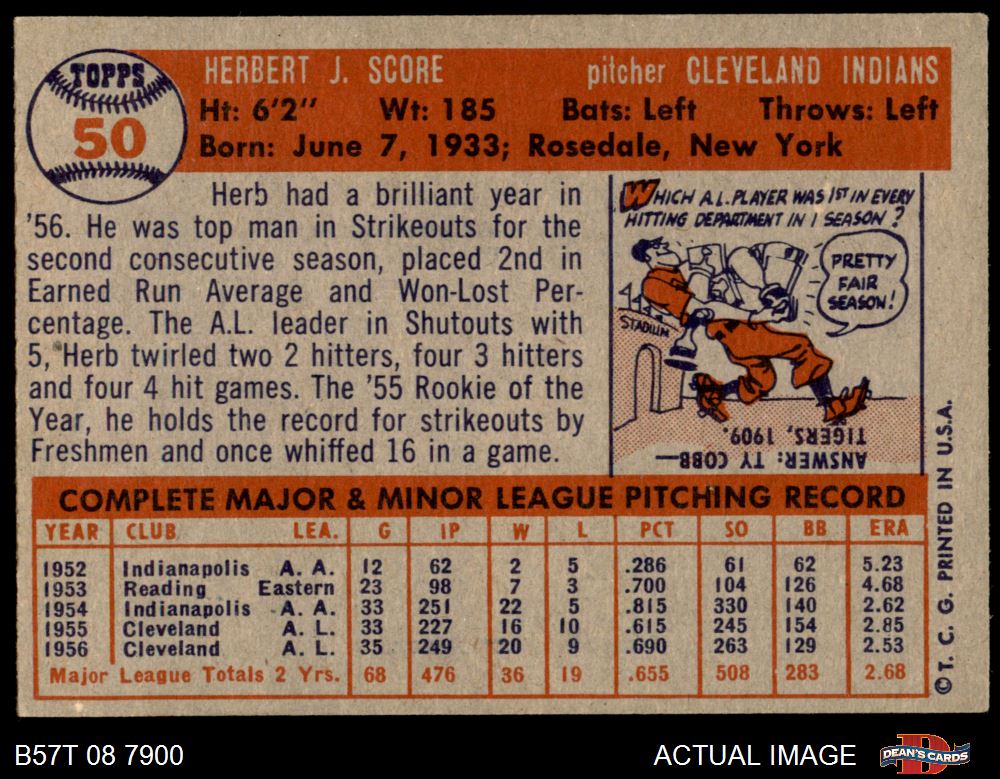 TOPPS
50
HERBERT J. SCORE pitcher CLEVELAND INDIANS
Ht: 6'2" Wt: 185 Bats: Left Throws: Left
Born: June 7, 1933; Rosedale, New York
Herb had a brilliant year in
'56. He was top man in Strikeouts for the
second consecutive season, placed 2nd in
Earned Run Average and Won-Lost Per-
centage. The A.L. leader in Shutouts with
5, Herb twirled two 2 hitters, four 3 hitters
and four 4 hit games. The '55 Rookie of the
Year, he holds the record for strikeouts by
Freshmen and once whiffed 16 in a game.
WHICH A.L. PLAYER WAS 1ST IN EVERY
HITTING DEPARTMENT IN 1 SEASON?
PRETTY
FAIR
SEASON!
STADIUM
ANSWER: TY COBB—
TIGERS, 1909.
COMPLETE MAJOR & MINOR LEAGUE PITCHING RECORD
YEAR CLUB LEA. G IP W L PCT SO BB ERA
1952 Indianapolis A. A. 12 62 2 5 .286 61 62 5.23
1953 Reading Eastern 23 98 7 3 .700 104 126 4.68
1954 Indianapolis A. A. 33 251 22 5 .815 330 140 2.62
1955 Cleveland A. L. 33 227 16 10 .615 245 154 2.85
1956 Cleveland A. L. 35 249 20 9 .690 263 129 2.53
Major League Totals 2 Yrs. 68 476 36 19 .655 508 283 2.68
© T. C. G. PRINTED IN U.S.A.
B57T 08 7900 ACTUAL IMAGE
DEAN'S CARDS